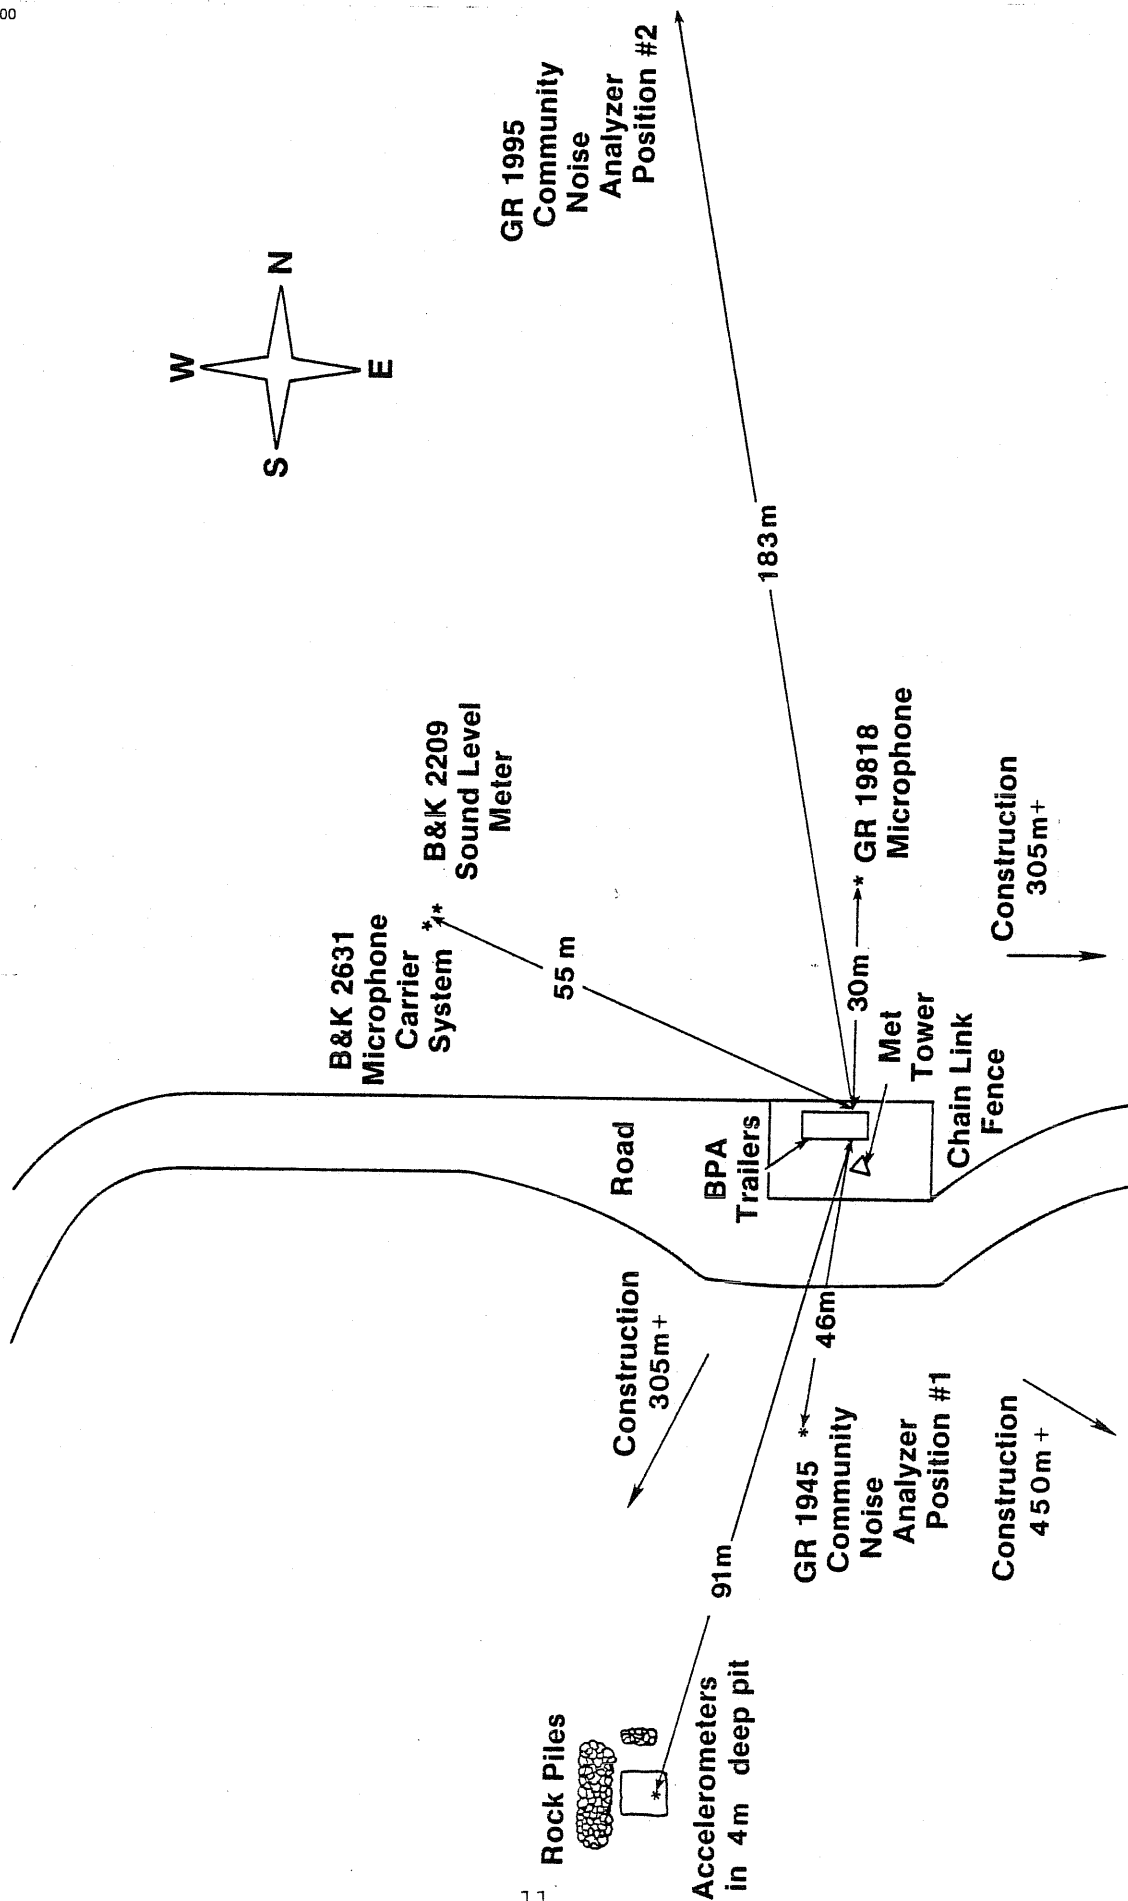 00
Rock Piles
Accelerometers
in 4m deep pit
91m
GR 1945
Community
Noise
Analyzer
Position #1
46m
Construction
305m+
Construction
450m+
Road
BPA
Trailers
Chain Link
Fence
Met
Tower
B&K 2631
Microphone
Carrier
System
* *
B&K 2209
Sound Level
Meter
55 m
30m
* GR 19818
Microphone
Construction
305m+
183m
S
W
E
N
GR 1995
Community
Noise
Analyzer
Position #2
11